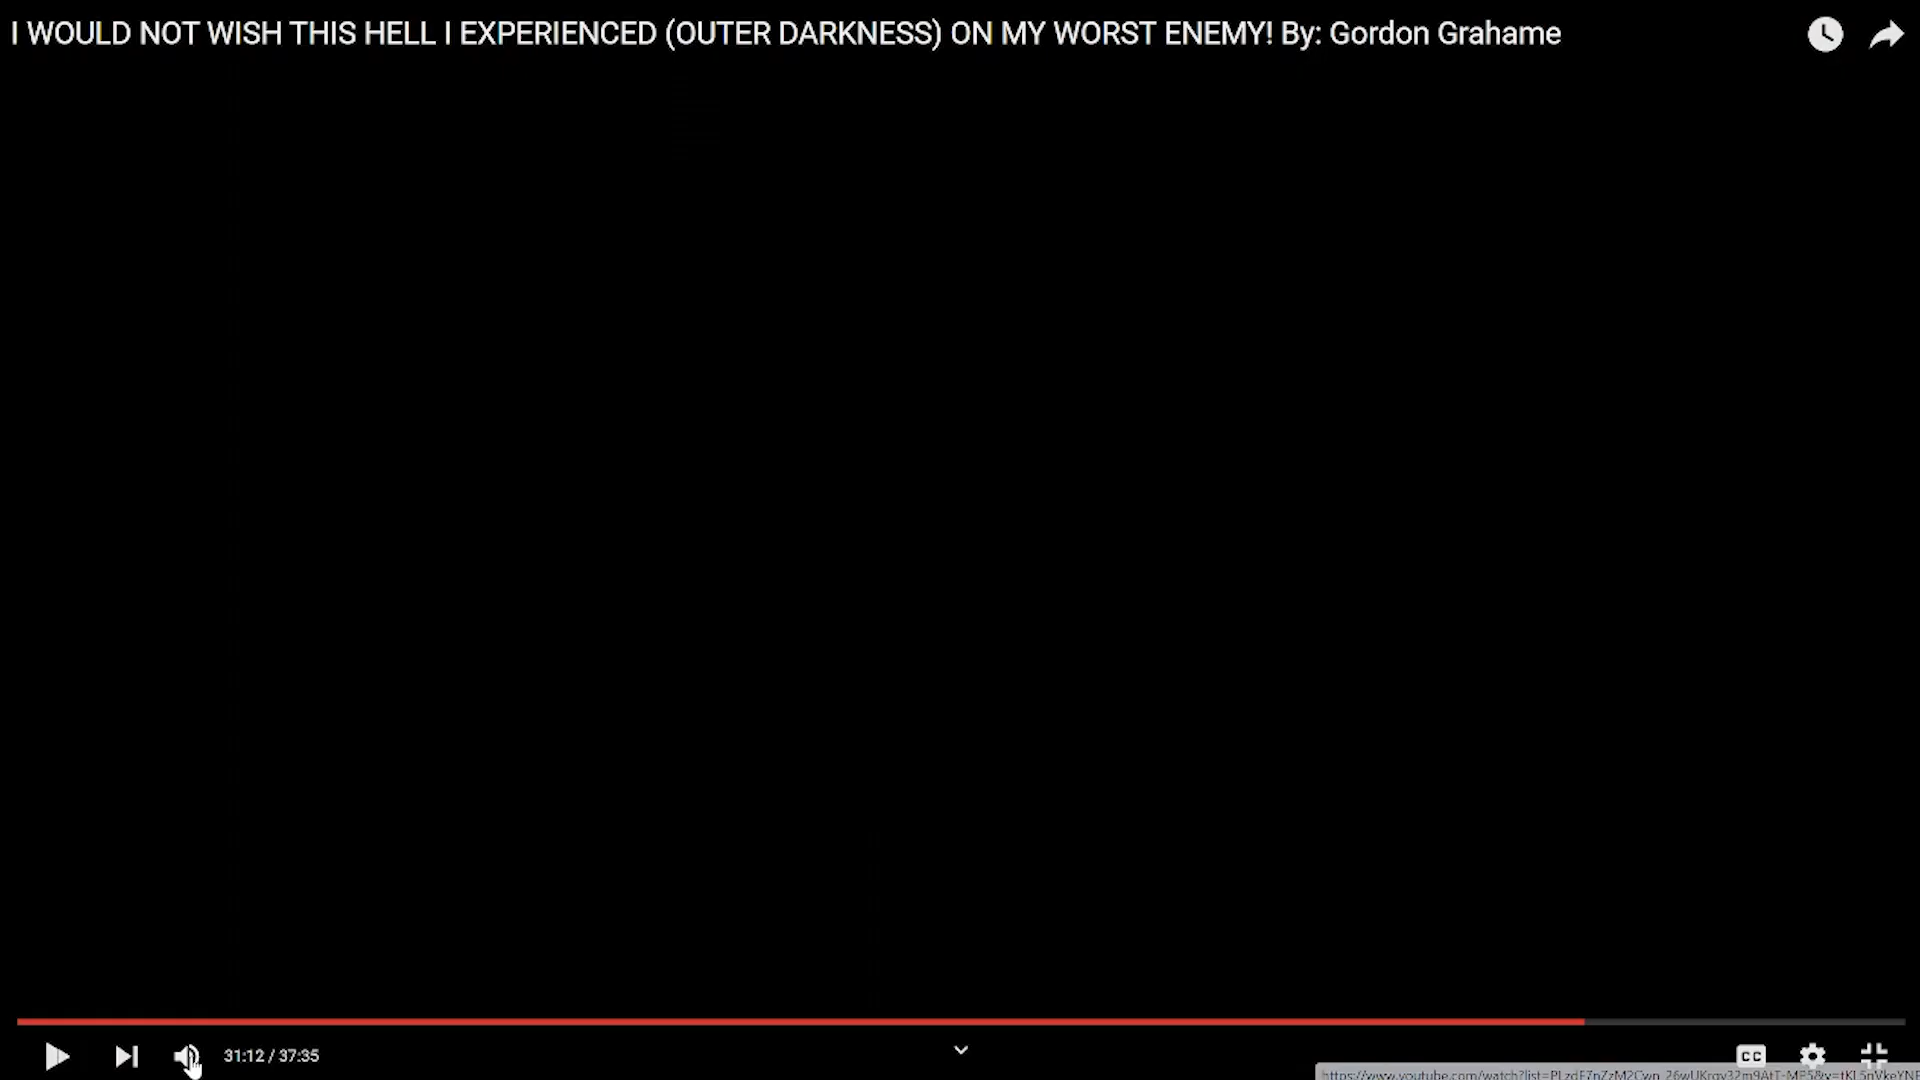 I WOULD NOT WISH THIS HELL I EXPERIENCED (OUTER DARKNESS) ON MY WORST ENEMY! By: Gordon Grahame
31:12 / 37:35
CC